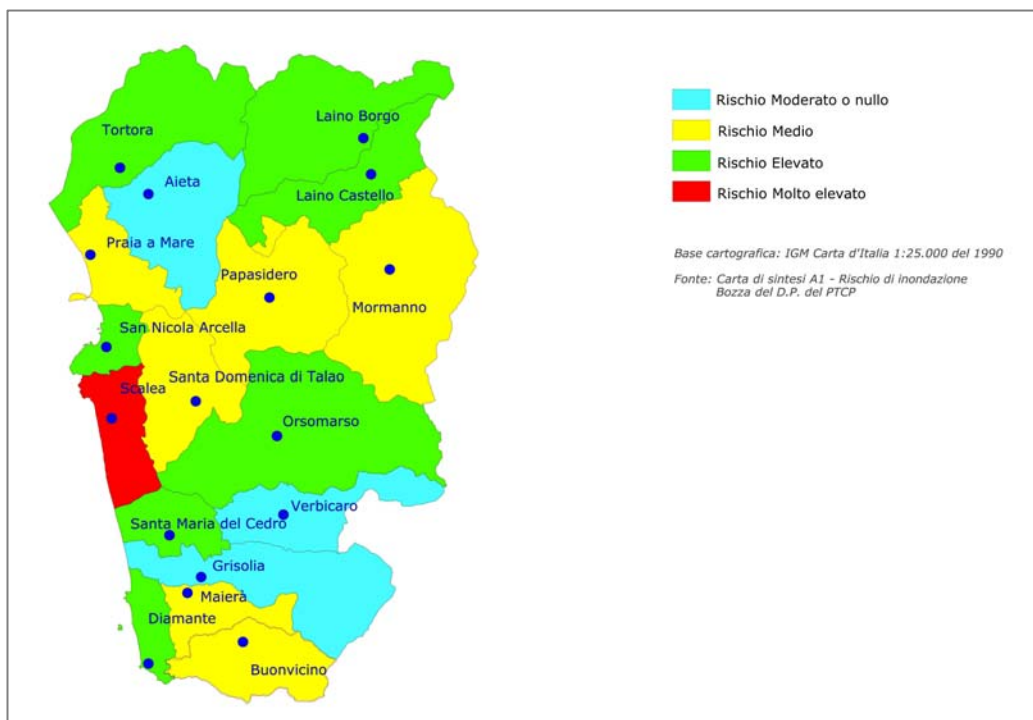 Tortora
Laino Borgo
Aieta
Laino Castello
Praia a Mare
Papasidero
Mormanno
San Nicola Arcella
Santa Domenica di Talao
Scalea
Orsomarso
Verbicaro
Santa Maria del Cedro
Grisolia
Maierà
Diamante
Buonvicino
Rischio Moderato o nullo
Rischio Medio
Rischio Elevato
Rischio Molto elevato
Base cartografica: IGM Carta d'Italia 1:25.000 del 1990
Fonte: Carta di sintesi A1 - Rischio di inondazione
Bozza del D.P. del PTCP